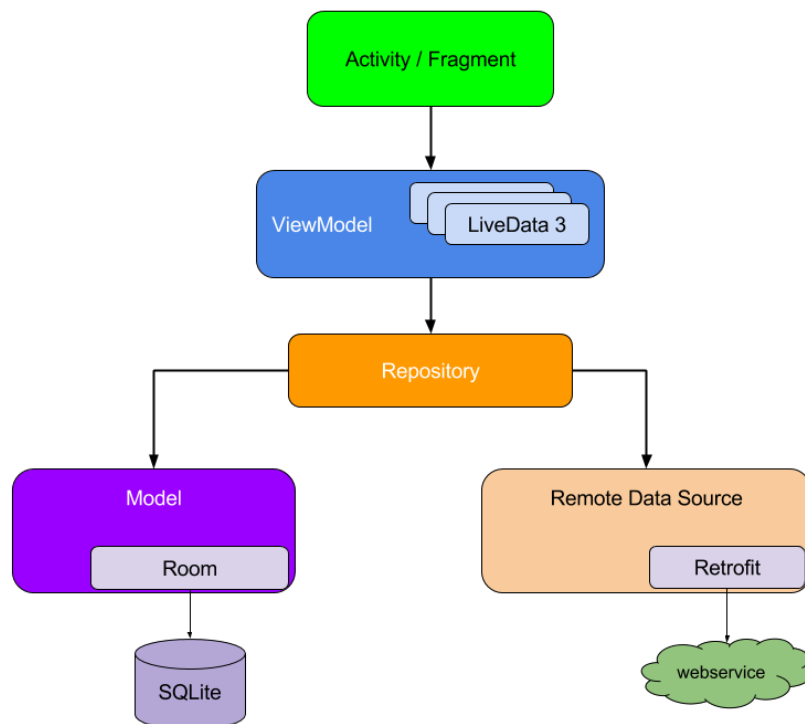 Activity / Fragment
ViewModel
LiveData 3
Repository
Model
Remote Data Source
Room
Retrofit
SQLite
webservice